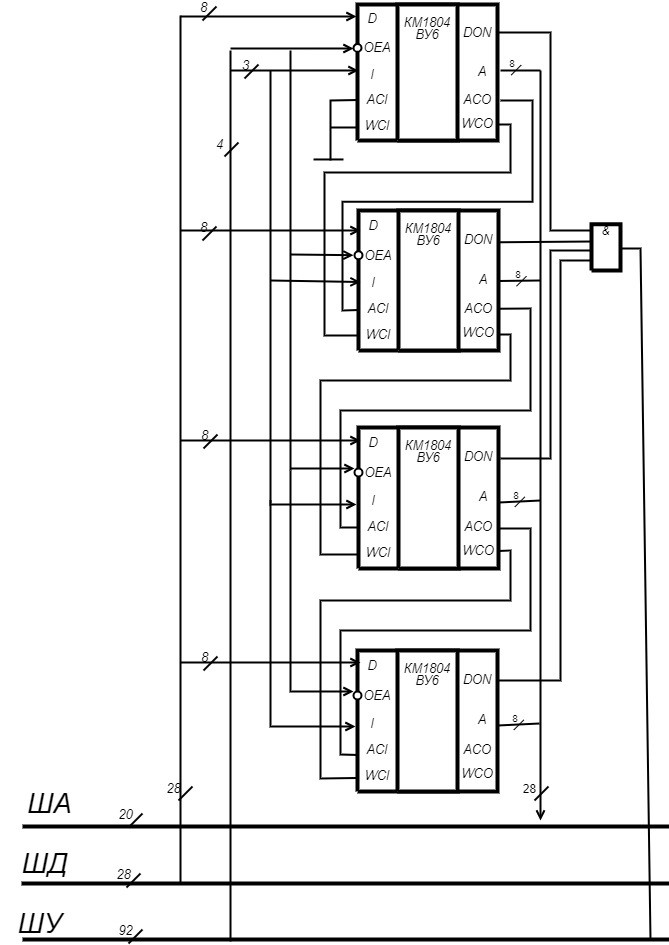 8
D
КМ1804
ВУ6
DON
OEA
3
I
A
8
ACI
ACO
WCI
WCO
4
8
D
КМ1804
ВУ6
DON
&
OEA
I
A
8
ACI
ACO
WCI
WCO
8
D
КМ1804
ВУ6
DON
OEA
I
A
8
ACI
ACO
WCI
WCO
8
D
КМ1804
ВУ6
DON
OEA
I
A
8
ACI
ACO
WCI
WCO
28
28
ША
20
ШД
28
ШУ
92